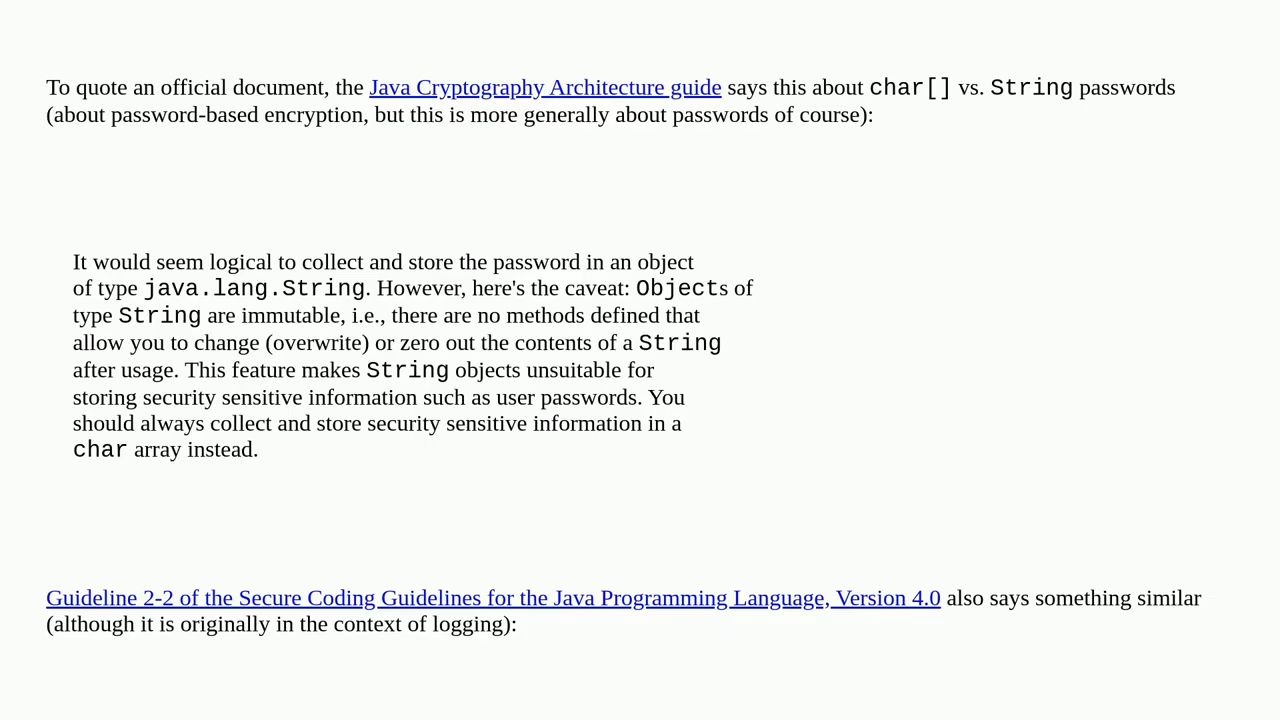 To quote an official document, the Java Cryptography Architecture guide says this about char[] vs. String passwords
(about password-based encryption, but this is more generally about passwords of course):
It would seem logical to collect and store the password in an object
of type java.lang.String. However, here's the caveat: Objects of
type String are immutable, i.e., there are no methods defined that
allow you to change (overwrite) or zero out the contents of a String
after usage. This feature makes String objects unsuitable for
storing security sensitive information such as user passwords. You
should always collect and store security sensitive information in a
char array instead.
Guideline 2-2 of the Secure Coding Guidelines for the Java Programming Language, Version 4.0 also says something similar
(although it is originally in the context of logging):